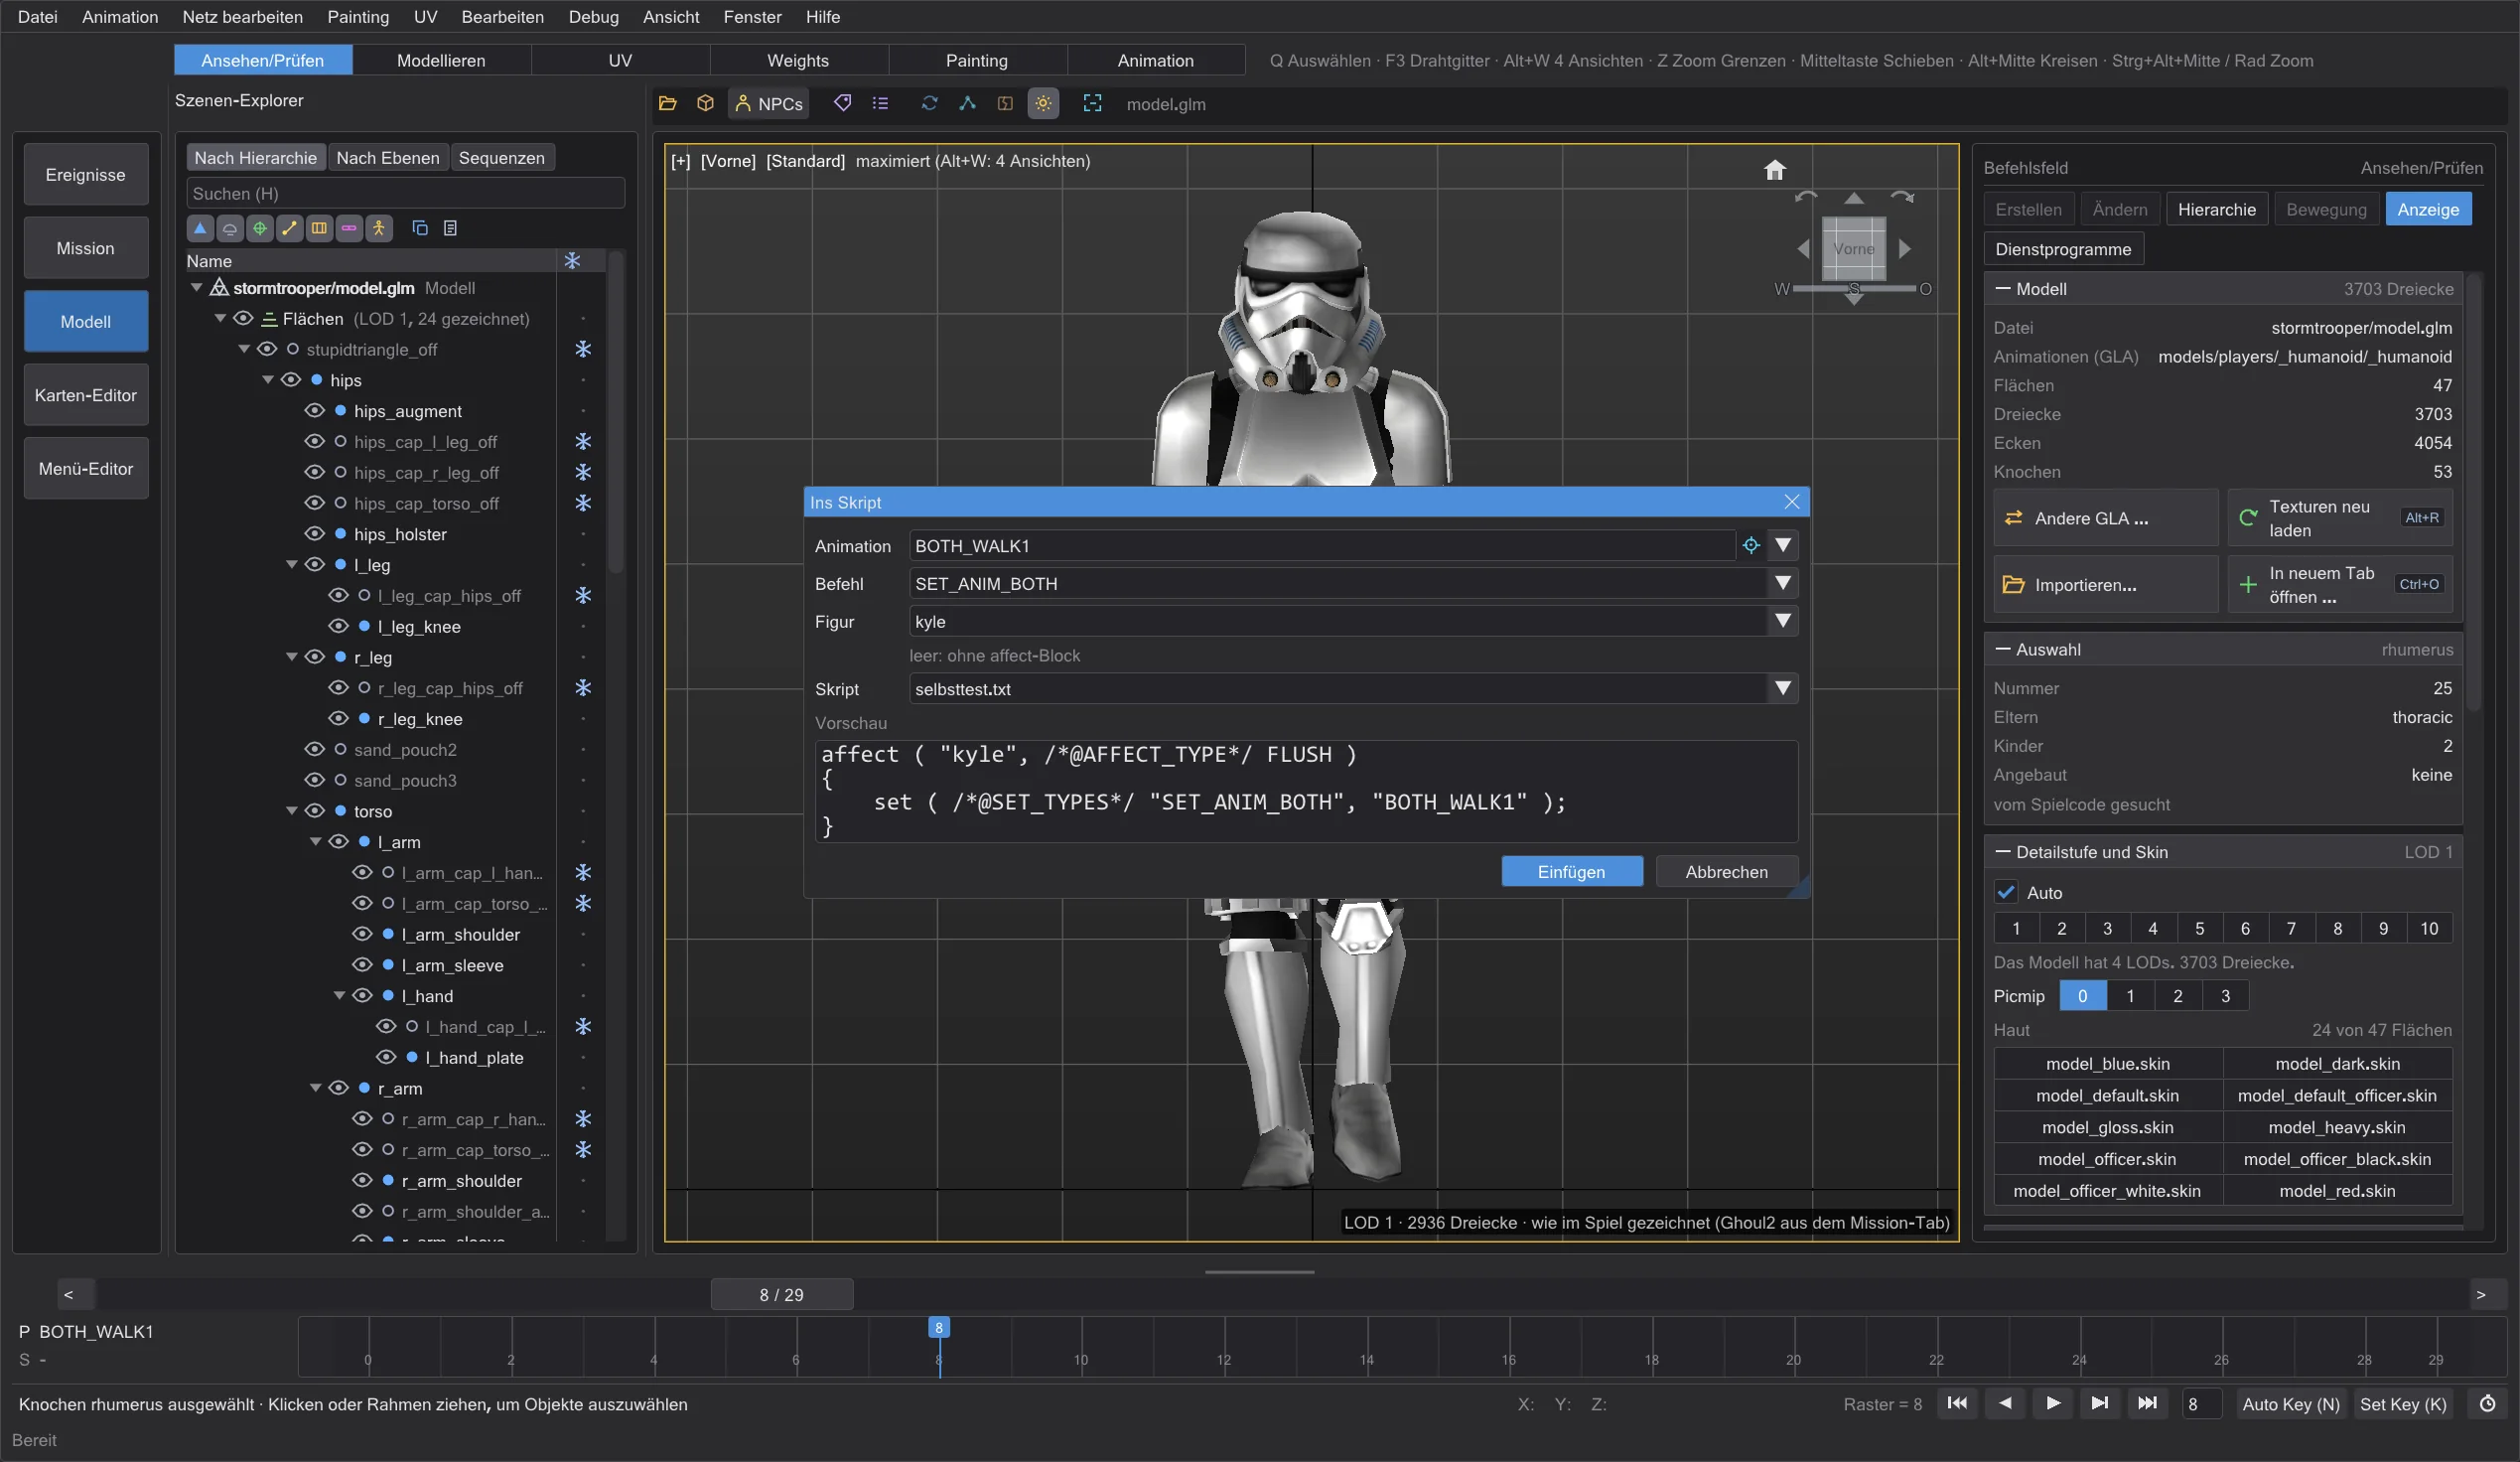 Datei Animation Netz bearbeiten Painting UV Bearbeiten Debug Ansicht Fenster Hilfe
Ansehen/Prüfen Modellieren UV Weights Painting Animation Q Auswählen · F3 Drahtgitter · Alt+W 4 Ansichten · Z Zoom Grenzen · Mitteltaste Schieben · Alt+Mitte Kreisen · Strg+Alt+Mitte / Rad Zoom
Ereignisse
Mission
Modell
Karten-Editor
Menü-Editor
Szenen-Explorer
Nach Hierarchie Nach Ebenen Sequenzen
Suchen (H)
Name
stormtrooper/model.glm Modell
Flächen (LOD 1, 24 gezeichnet)
stupidtriangle_off
hips
hips_augment
hips_cap_l_leg_off
hips_cap_r_leg_off
hips_cap_torso_off
hips_holster
l_leg
l_leg_cap_hips_off
l_leg_knee
r_leg
r_leg_cap_hips_off
r_leg_knee
sand_pouch2
sand_pouch3
torso
l_arm
l_arm_cap_l_han...
l_arm_cap_torso_...
l_arm_shoulder
l_arm_sleeve
l_hand
l_hand_cap_l_...
l_hand_plate
r_arm
r_arm_cap_r_han...
r_arm_cap_torso_...
r_arm_shoulder
r_arm_shoulder_a...
NPCs model.glm
[+] [Vorne] [Standard] maximiert (Alt+W: 4 Ansichten)
Vorne
W S O
Ins Skript
Animation BOTH_WALK1
Befehl SET_ANIM_BOTH
Figur kyle
leer: ohne affect-Block
Skript selbsttest.txt
Vorschau
affect ( "kyle", /*@AFFECT_TYPE*/ FLUSH )
{
set ( /*@SET_TYPES*/ "SET_ANIM_BOTH", "BOTH_WALK1" );
}
Einfügen Abbrechen
LOD 1 · 2936 Dreiecke · wie im Spiel gezeichnet (Ghoul2 aus dem Mission-Tab)
Befehlsfeld Ansehen/Prüfen
Erstellen Ändern Hierarchie Bewegung Anzeige
Dienstprogramme
Modell 3703 Dreiecke
Datei stormtrooper/model.glm
Animationen (GLA) models/players/_humanoid/_humanoid
Flächen 47
Dreiecke 3703
Ecken 4054
Knochen 53
Andere GLA ... Texturen neu laden Alt+R
Importieren... In neuem Tab öffnen ... Ctrl+O
Auswahl rhumerus
Nummer 25
Eltern thoracic
Kinder 2
Angebaut keine
vom Spielcode gesucht
Detailstufe und Skin LOD 1
Auto
1 2 3 4 5 6 7 8 9 10
Das Modell hat 4 LODs. 3703 Dreiecke.
Picmip 0 1 2 3
Haut 24 von 47 Flächen
model_blue.skin model_dark.skin
model_default.skin model_default_officer.skin
model_gloss.skin model_heavy.skin
model_officer.skin model_officer_black.skin
model_officer_white.skin model_red.skin
< 8 / 29 >
P BOTH_WALK1 8
S - 0 2 4 6 8 10 12 14 16 18 20 22 24 26 28 29
Knochen rhumerus ausgewählt · Klicken oder Rahmen ziehen, um Objekte auszuwählen X: Y: Z: Raster = 8 8 Auto Key (N) Set Key (K)
Bereit